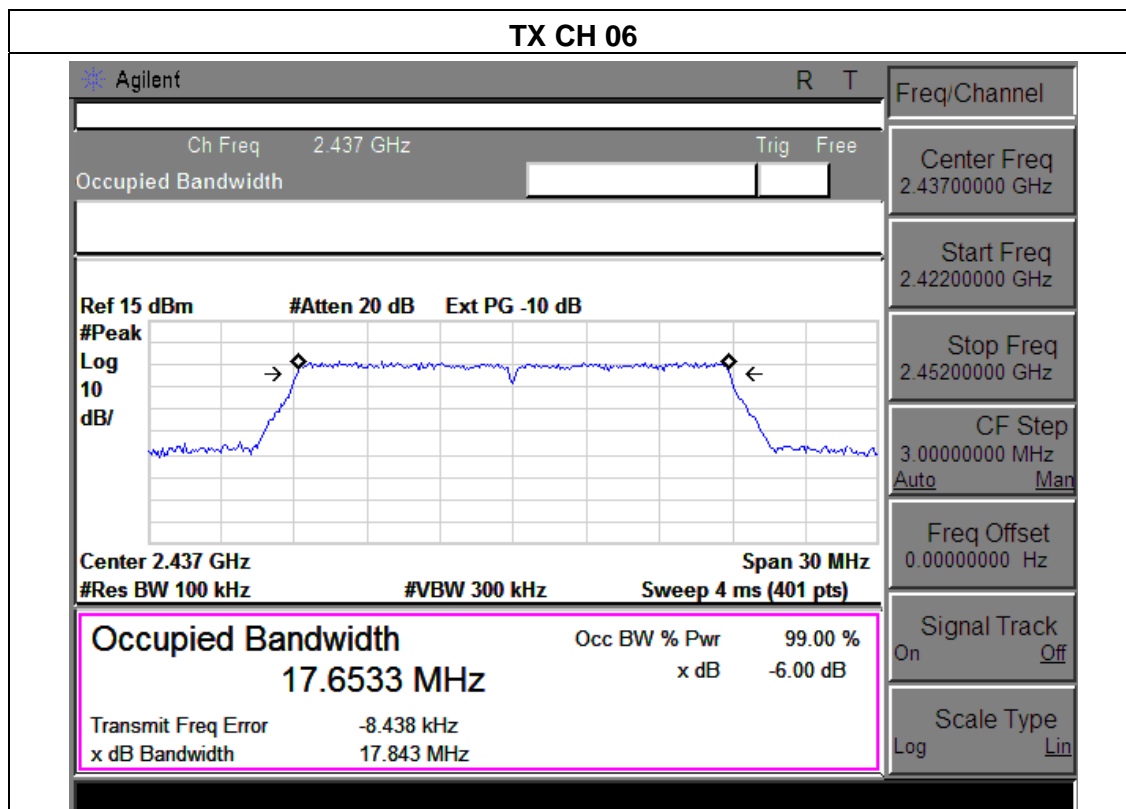 TX CH 06
Agilent R T
Ch Freq 2.437 GHz Trig Free
Occupied Bandwidth
Ref 15 dBm #Atten 20 dB Ext PG -10 dB
#Peak
Log
10
dB/
Center 2.437 GHz Span 30 MHz
#Res BW 100 kHz #VBW 300 kHz Sweep 4 ms (401 pts)
Occupied Bandwidth Occ BW % Pwr 99.00 %
17.6533 MHz x dB -6.00 dB
Transmit Freq Error -8.438 kHz
x dB Bandwidth 17.843 MHz
Freq/Channel
Center Freq
2.43700000 GHz
Start Freq
2.42200000 GHz
Stop Freq
2.45200000 GHz
CF Step
3.00000000 MHz
Auto Man
Freq Offset
0.00000000 Hz
Signal Track
On Off
Scale Type
Log Lin